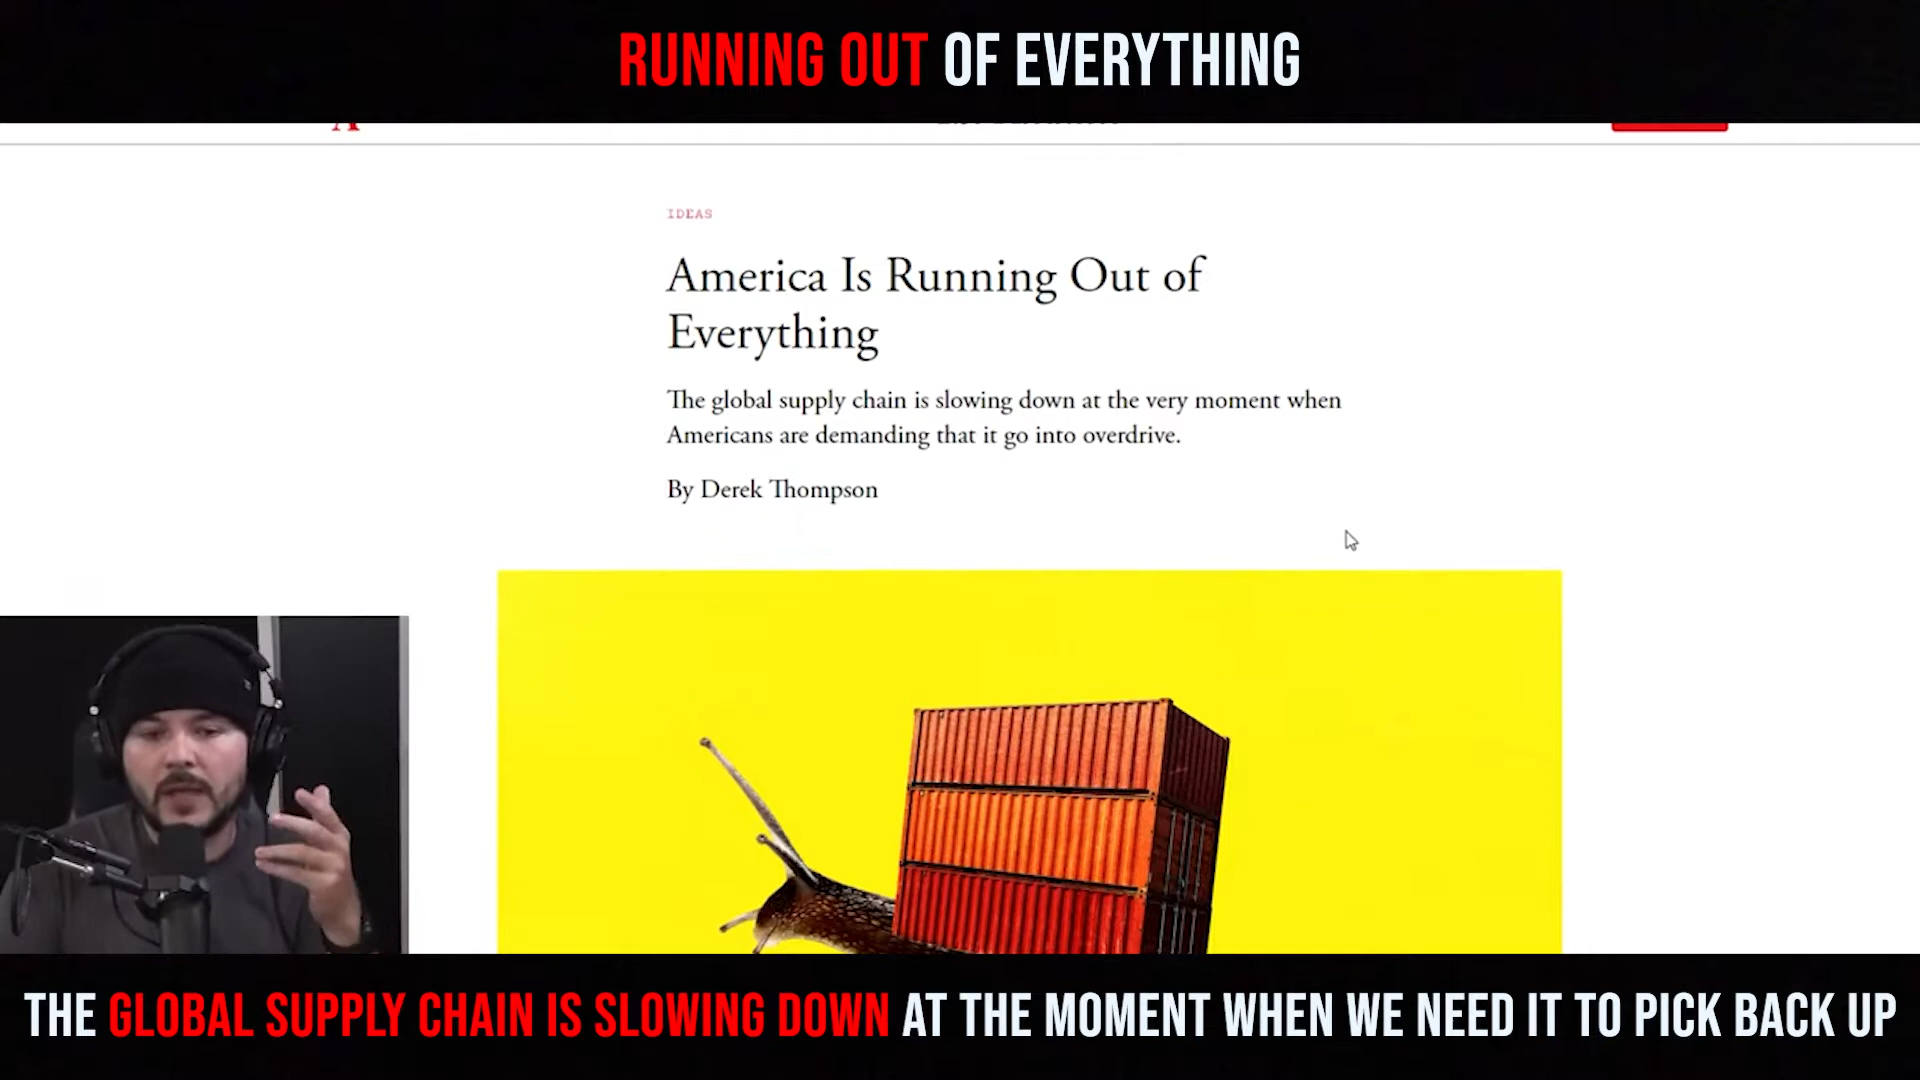 RUNNING OUT OF EVERYTHING
IDEAS
America Is Running Out of
Everything
The global supply chain is slowing down at the very moment when
Americans are demanding that it go into overdrive.
By Derek Thompson
THE GLOBAL SUPPLY CHAIN IS SLOWING DOWN AT THE MOMENT WHEN WE NEED IT TO PICK BACK UP